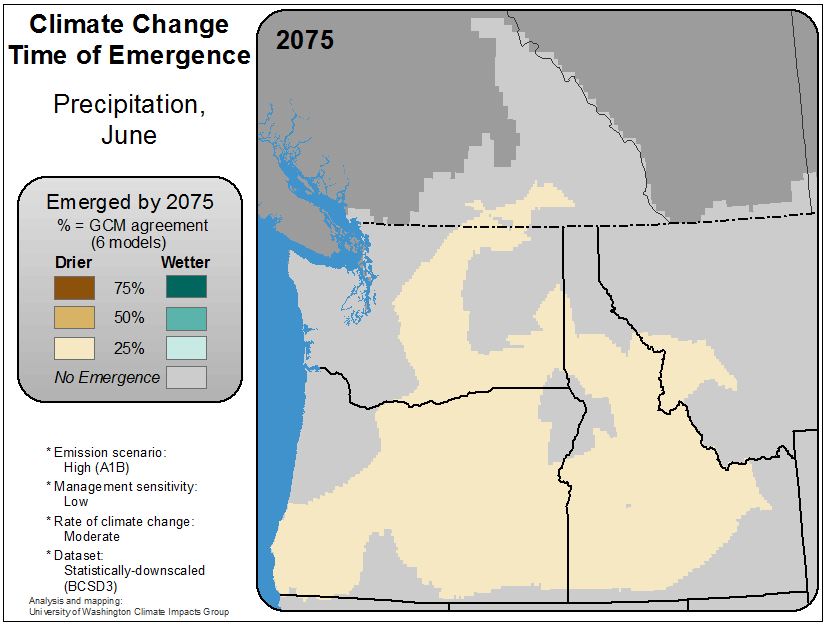 Climate Change
Time of Emergence
Precipitation,
June
2075
Emerged by 2075
% = GCM agreement
(6 models)
Drier Wetter
75%
50%
25%
No Emergence
* Emission scenario:
High (A1B)
* Management sensitivity:
Low
* Rate of climate change:
Moderate
* Dataset:
Statistically-downscaled
(BCSD3)
Analysis and mapping:
University of Washington Climate Impacts Group